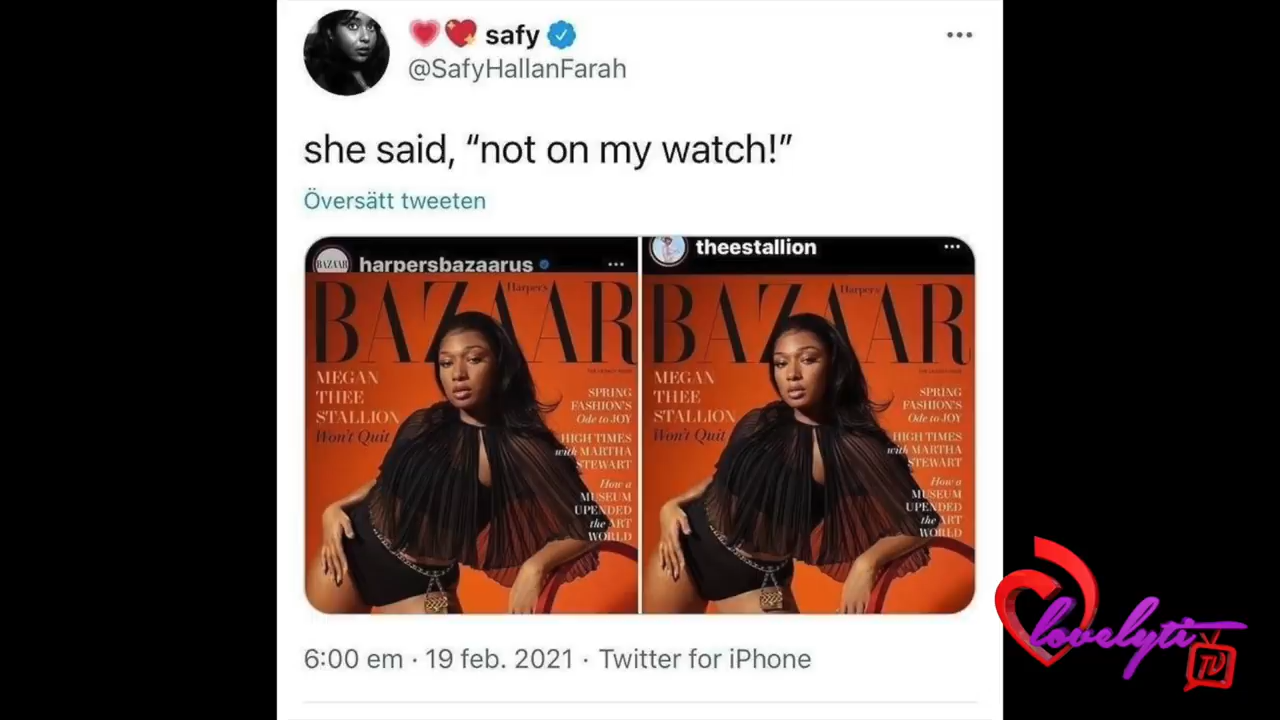 safy
@SafyHallanFarah
she said, “not on my watch!”
Översätt tweeten
BAZAAR
harpersbazaarus
Harper's
BAZAAR
MEGAN
THEE
STALLION
Won't Quit
SPRING
FASHION'S
Ode to JOY
HIGH TIMES
with MARTHA
STEWART
How a
MUSEUM
UPENDED
the ART
WORLD
theestallion
Harper's
BAZAAR
MEGAN
THEE
STALLION
Won't Quit
SPRING
FASHION'S
Ode to JOY
HIGH TIMES
with MARTHA
STEWART
How a
MUSEUM
UPENDED
the ART
WORLD
6:00 em · 19 feb. 2021 · Twitter for iPhone
lovelyti
TV